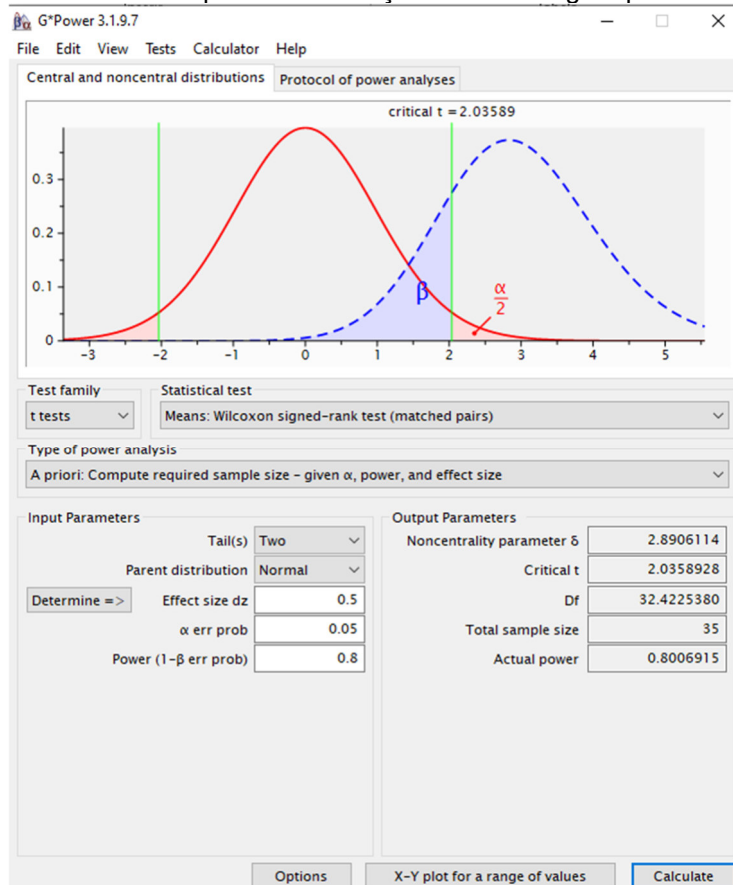 G*Power 3.1.9.7
File Edit View Tests Calculator Help
Central and noncentral distributions Protocol of power analyses
critical t = 2.03589
0.3
0.2
0.1
0
β
α
2
-3 -2 -1 0 1 2 3 4 5
Test family Statistical test
t tests Means: Wilcoxon signed-rank test (matched pairs)
Type of power analysis
A priori: Compute required sample size - given α, power, and effect size
Input Parameters Output Parameters
Tail(s) Two Noncentrality parameter δ 2.8906114
Parent distribution Normal Critical t 2.0358928
Determine => Effect size dz 0.5 Df 32.4225380
α err prob 0.05 Total sample size 35
Power (1-β err prob) 0.8 Actual power 0.8006915
Options X-Y plot for a range of values Calculate